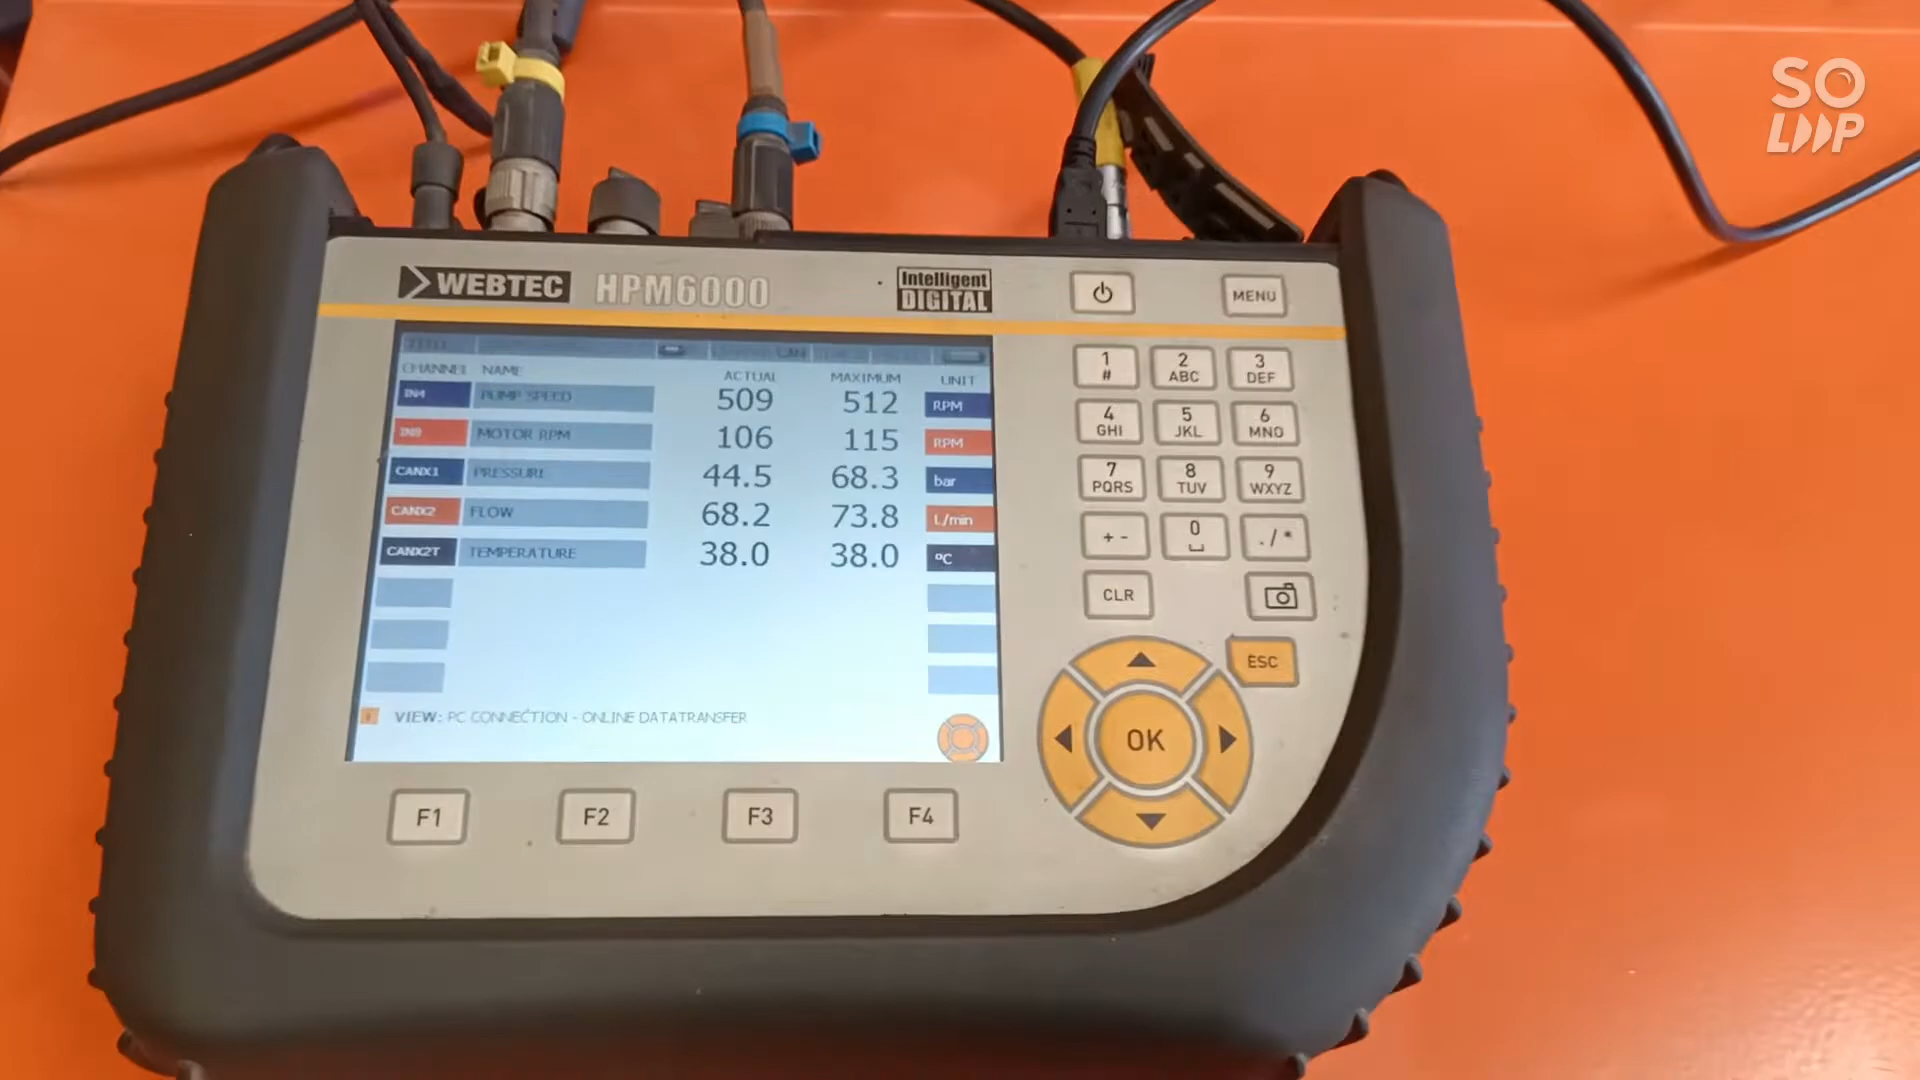 SO
LOOP
WEBTEC HPM6000 Intelligent DIGITAL
MENU
CHANNEL NAME ACTUAL MAXIMUM UNIT
IN4 PUMP SPEED 509 512 RPM
IN9 MOTOR RPM 106 115 RPM
CANX1 PRESSURE 44.5 68.3 bar
CANX2 FLOW 68.2 73.8 L/min
CANX2T TEMPERATURE 38.0 38.0 ºC
VIEW: PC CONNECTION - ONLINE DATATRANSFER
1 2 3
# ABC DEF
4 5 6
GHI JKL MNO
7 8 9
PQRS TUV WXYZ
+ - 0 . / *
CLR
ESC
OK
F1 F2 F3 F4